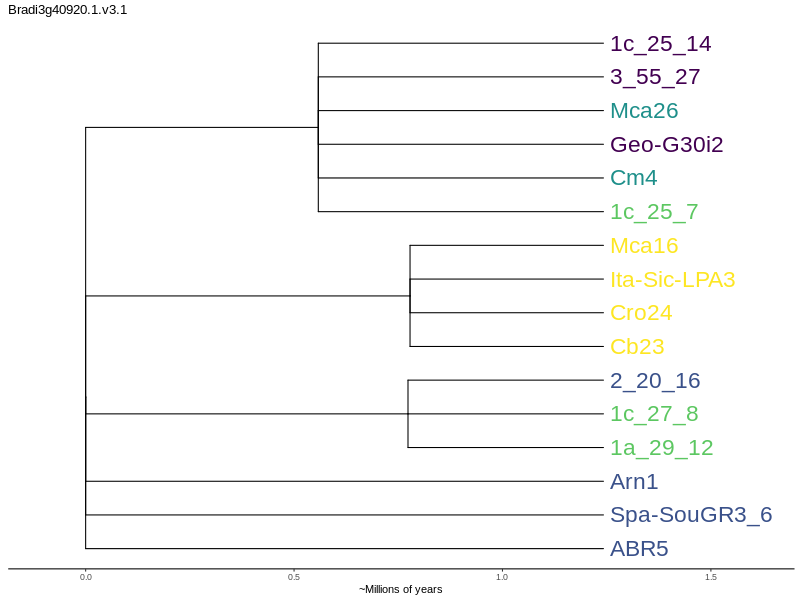 Bradi3g40920.1.v3.1
1c_25_14
3_55_27
Mca26
Geo-G30i2
Cm4
1c_25_7
Mca16
Ita-Sic-LPA3
Cro24
Cb23
2_20_16
1c_27_8
1a_29_12
Arn1
Spa-SouGR3_6
ABR5
0.0 0.5 1.0 1.5
~Millions of years